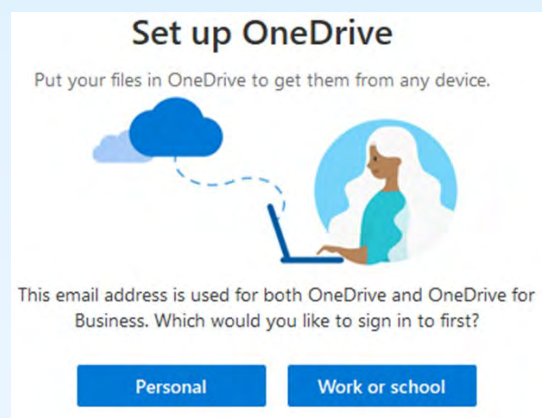 Set up OneDrive
Put your files in OneDrive to get them from any device.
This email address is used for both OneDrive and OneDrive for
Business. Which would you like to sign in to first?
Personal
Work or school